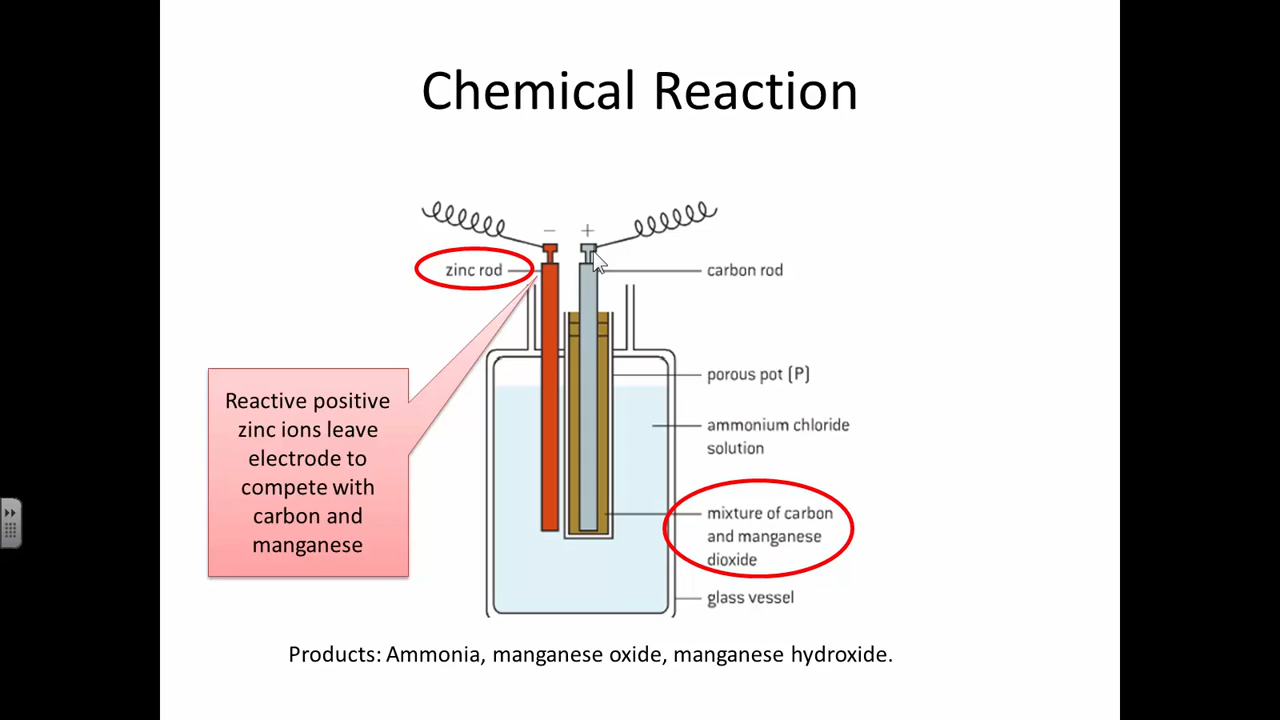 Chemical Reaction
− +
zinc rod
carbon rod
porous pot (P)
ammonium chloride
solution
mixture of carbon
and manganese
dioxide
glass vessel
Reactive positive
zinc ions leave
electrode to
compete with
carbon and
manganese
Products: Ammonia, manganese oxide, manganese hydroxide.